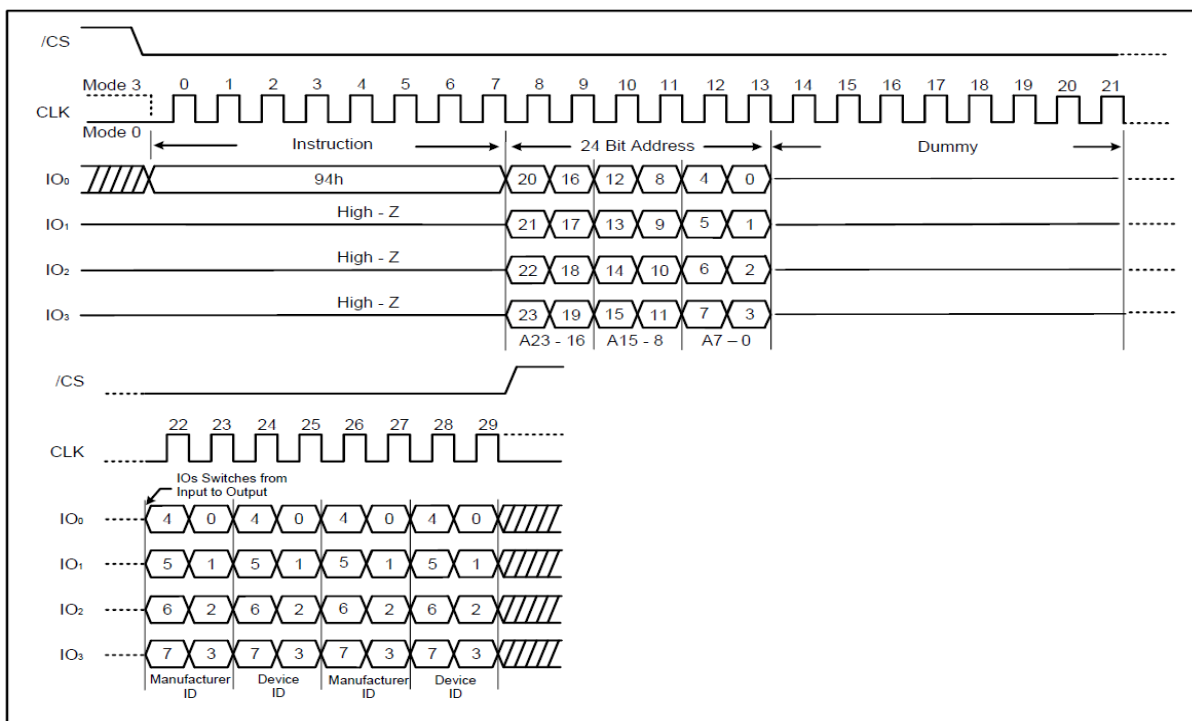 /CS
Mode 3 0 1 2 3 4 5 6 7 8 9 10 11 12 13 14 15 16 17 18 19 20 21
CLK
Mode 0
Instruction 24 Bit Address Dummy
IO₀ 94h 20 16 12 8 4 0
IO₁ High - Z 21 17 13 9 5 1
IO₂ High - Z 22 18 14 10 6 2
IO₃ High - Z 23 19 15 11 7 3
A23 - 16 A15 - 8 A7 – 0
/CS
22 23 24 25 26 27 28 29
CLK
IOs Switches from
Input to Output
IO₀ 4 0 4 0 4 0 4 0
IO₁ 5 1 5 1 5 1 5 1
IO₂ 6 2 6 2 6 2 6 2
IO₃ 7 3 7 3 7 3 7 3
Manufacturer Device Manufacturer Device
ID ID ID ID